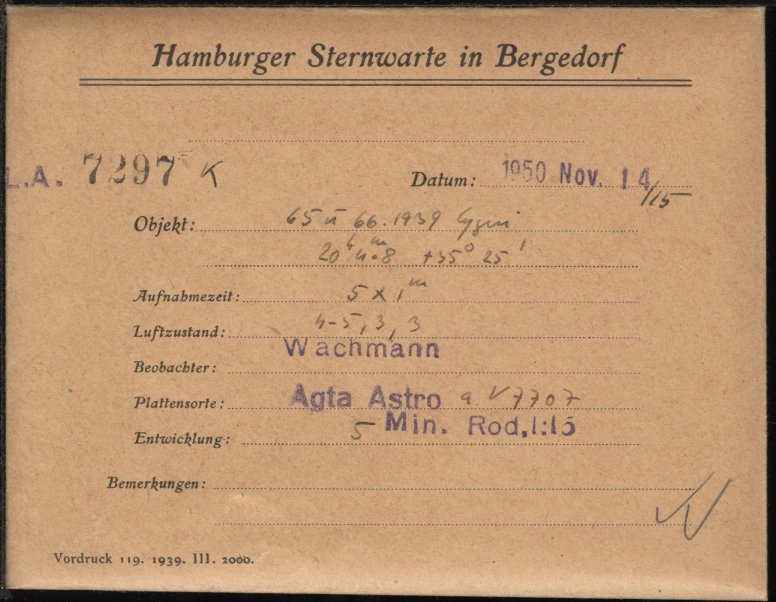 Hamburger Sternwarte in Bergedorf
L.A. 7297 K Datum: 1950 Nov. 14/15
Objekt: 65 u 66.1939 Cygni
20ʰ 4ᵐ.8 +35° 25'
Aufnahmezeit: 5 x 1ᵐ
Luftzustand: 4-5, 3, 3
Beobachter: Wachmann
Plattensorte: Agfa Astro 7707
Entwicklung: 5 Min. Rod, 1:15
Bemerkungen:
Vordruck 119. 1939. III. 2000.